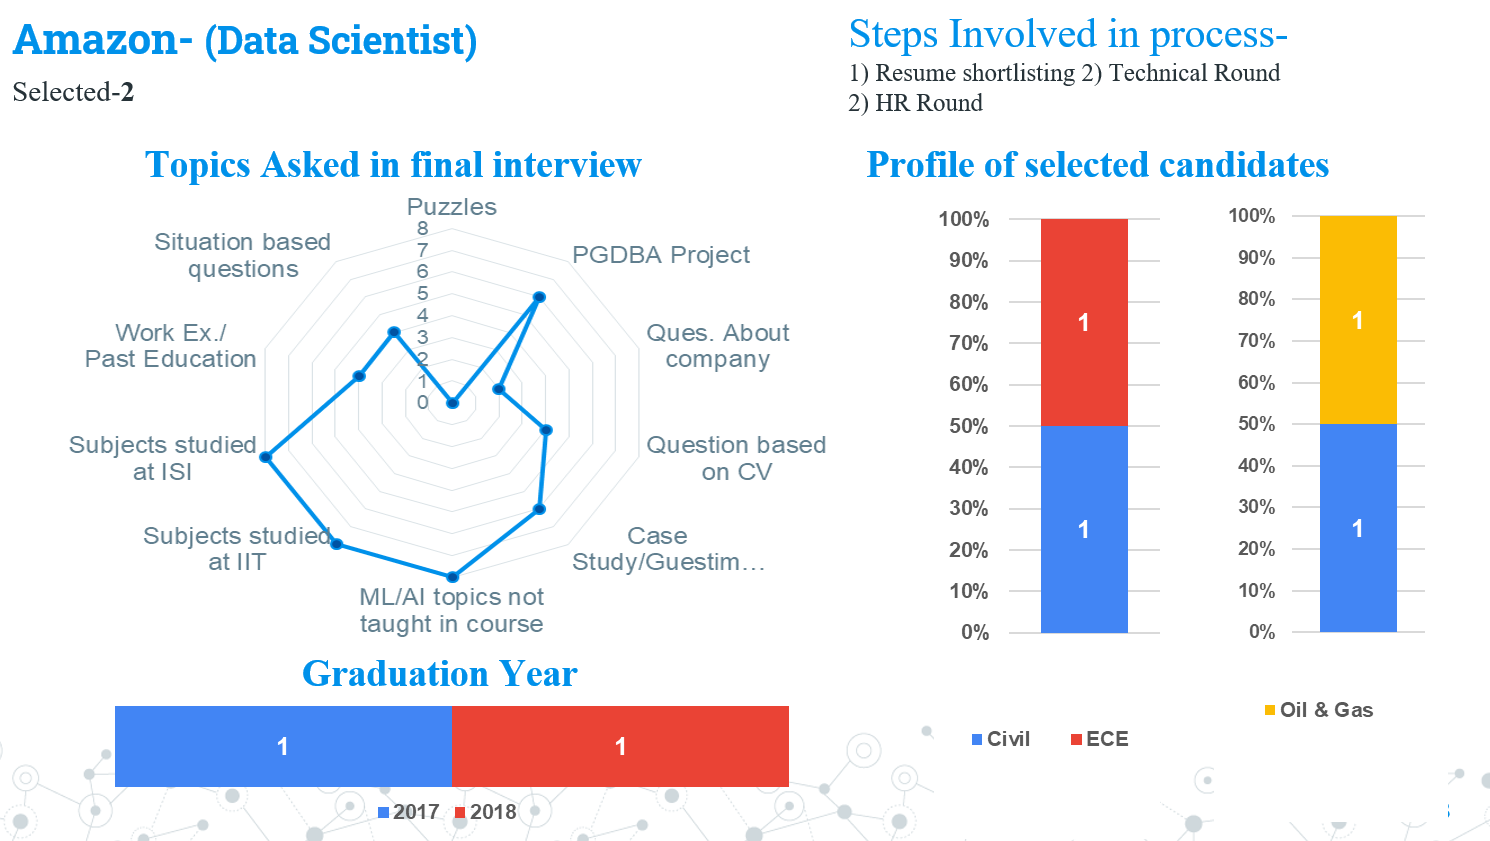 Amazon- (Data Scientist)
Selected-2
Steps Involved in process-
1) Resume shortlisting 2) Technical Round
2) HR Round
Topics Asked in final interview
Puzzles
8
7
6
5
4
3
2
1
0
PGDBA Project
Ques. About
company
Question based
on CV
Case
Study/Guestim…
ML/AI topics not
taught in course
Subjects studied
at IIT
Subjects studied
at ISI
Work Ex./
Past Education
Situation based
questions
Profile of selected candidates
100%
90%
80%
70%
60%
50%
40%
30%
20%
10%
0%
1
1
Civil
ECE
100%
90%
80%
70%
60%
50%
40%
30%
20%
10%
0%
1
1
Oil & Gas
Graduation Year
1
1
2017
2018